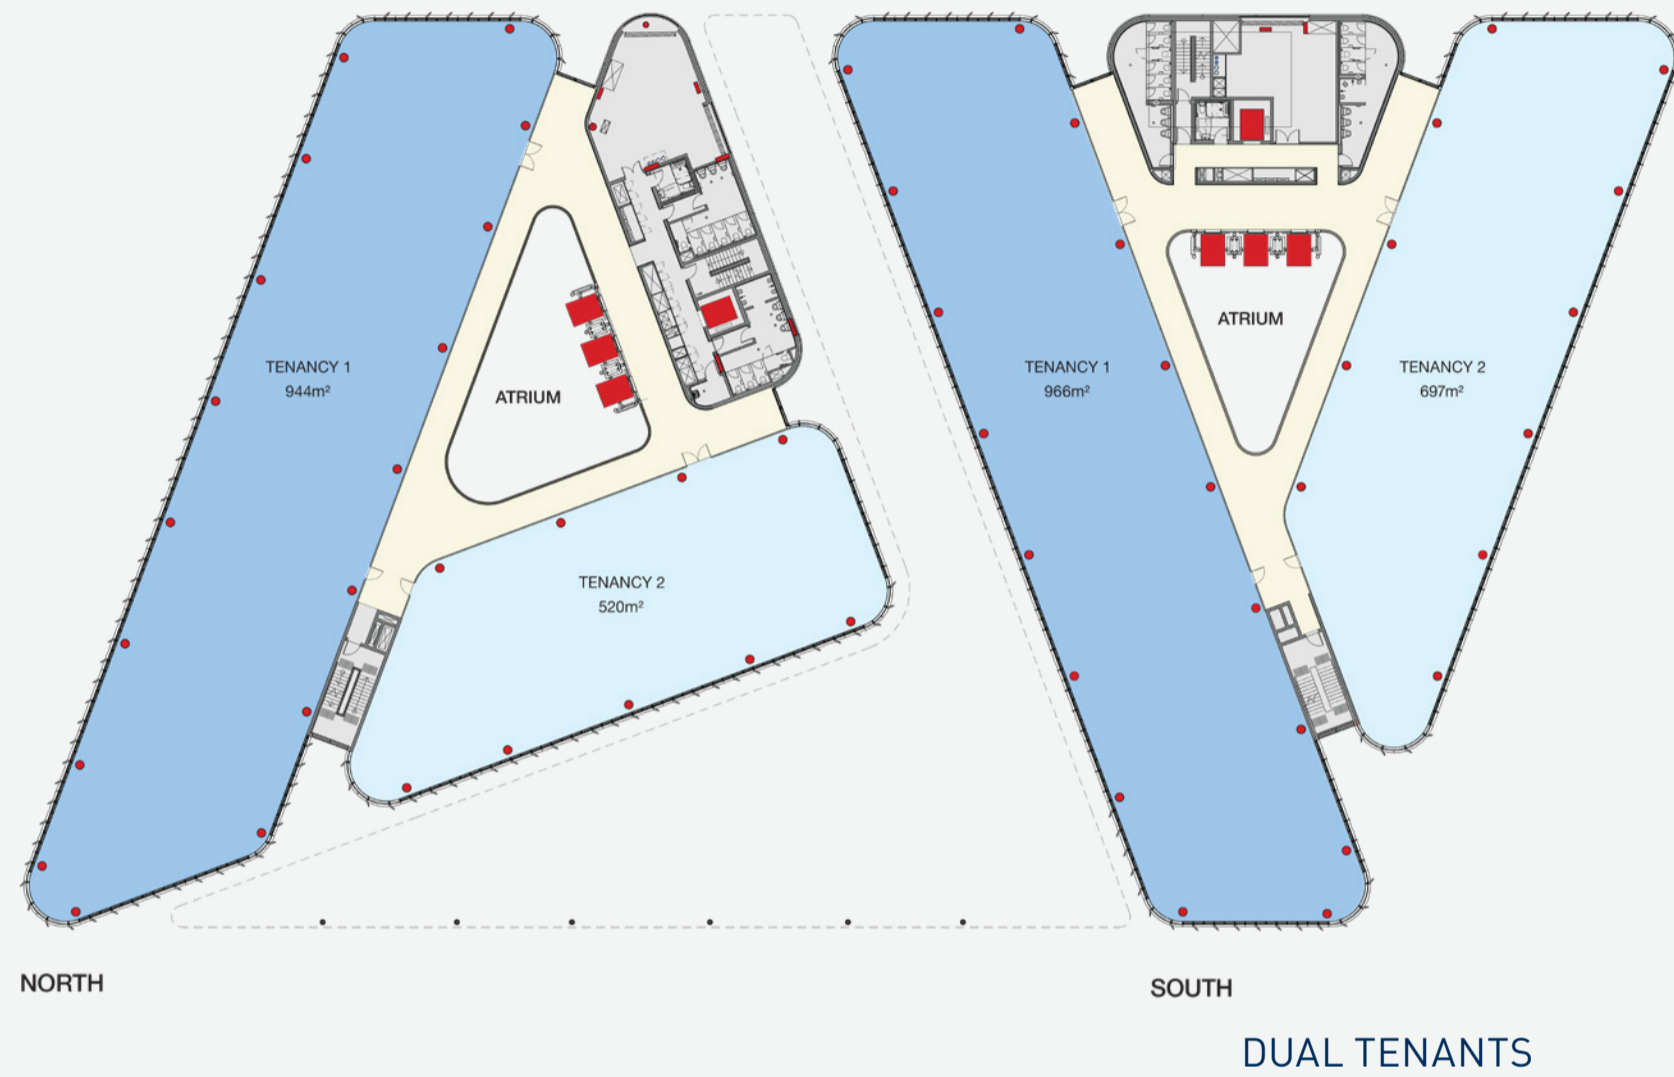 TENANCY 1
944m²
ATRIUM
TENANCY 2
520m²
TENANCY 1
966m²
ATRIUM
TENANCY 2
697m²
NORTH
SOUTH
DUAL TENANTS